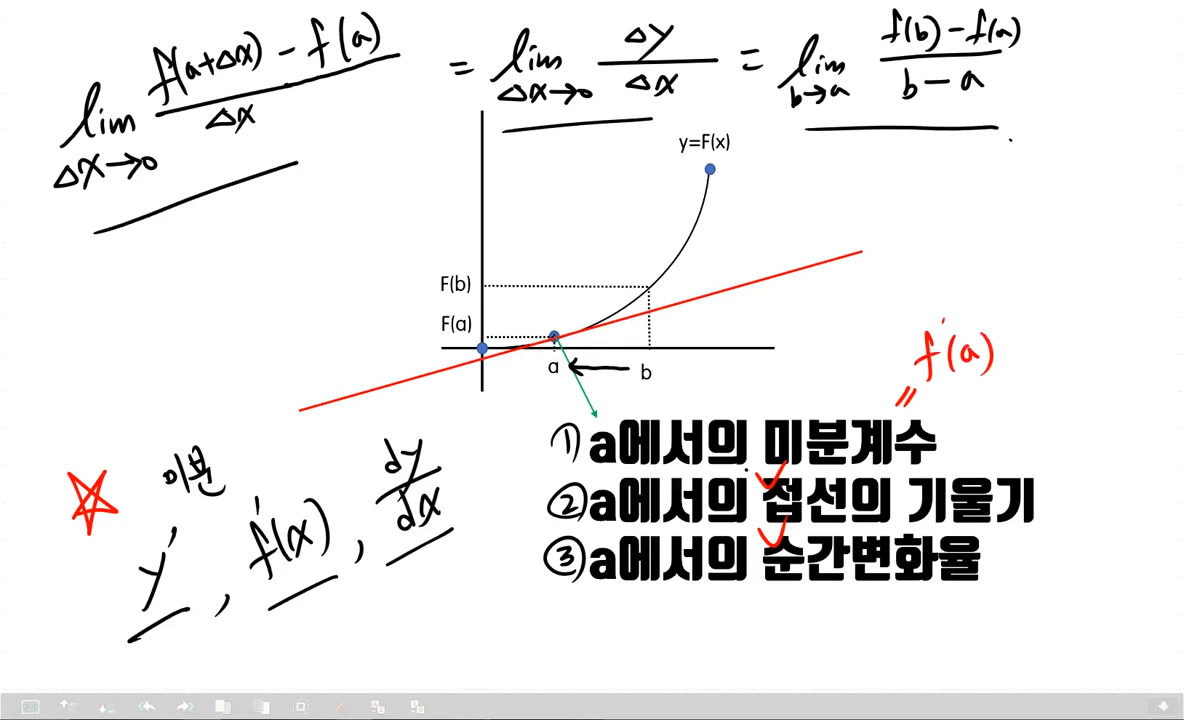 lim Δx→0 f(a+Δx) - f(a) / Δx = lim Δx→0 Δy / Δx = lim b→a f(b) - f(a) / b - a
y=F(x)
F(b)
F(a)
a ← b
f'(a)
〃
① a에서의 미분계수
② a에서의 접선의 기울기
③ a에서의 순간변화율
☆ 미분
y' , f'(x) , dy/dx